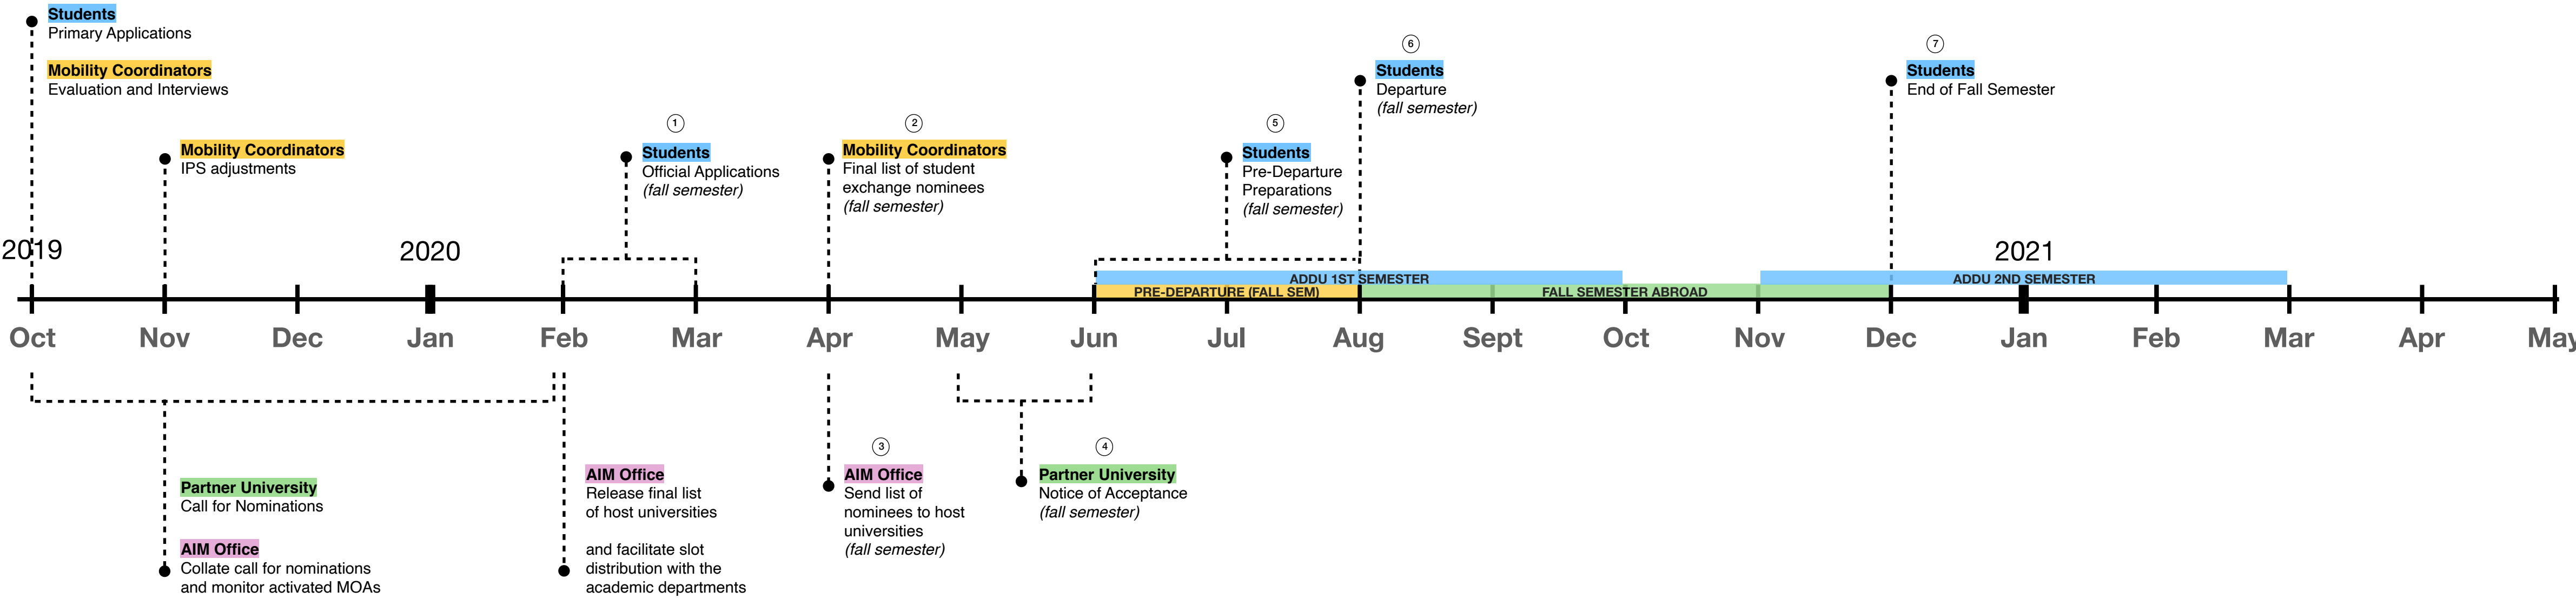 Students
Primary Applications
Mobility Coordinators
Evaluation and Interviews
Mobility Coordinators
IPS adjustments
1
Students
Official Applications
(fall semester)
2
Mobility Coordinators
Final list of student
exchange nominees
(fall semester)
5
Students
Pre-Departure
Preparations
(fall semester)
6
Students
Departure
(fall semester)
7
Students
End of Fall Semester
2019
2020
2021
ADDU 1ST SEMESTER
ADDU 2ND SEMESTER
PRE-DEPARTURE (FALL SEM)
FALL SEMESTER ABROAD
Oct
Nov
Dec
Jan
Feb
Mar
Apr
May
Jun
Jul
Aug
Sept
Oct
Nov
Dec
Jan
Feb
Mar
Apr
May
Partner University
Call for Nominations
AIM Office
Collate call for nominations
and monitor activated MOAs
AIM Office
Release final list
of host universities
and facilitate slot
distribution with the
academic departments
3
AIM Office
Send list of
nominees to host
universities
(fall semester)
4
Partner University
Notice of Acceptance
(fall semester)